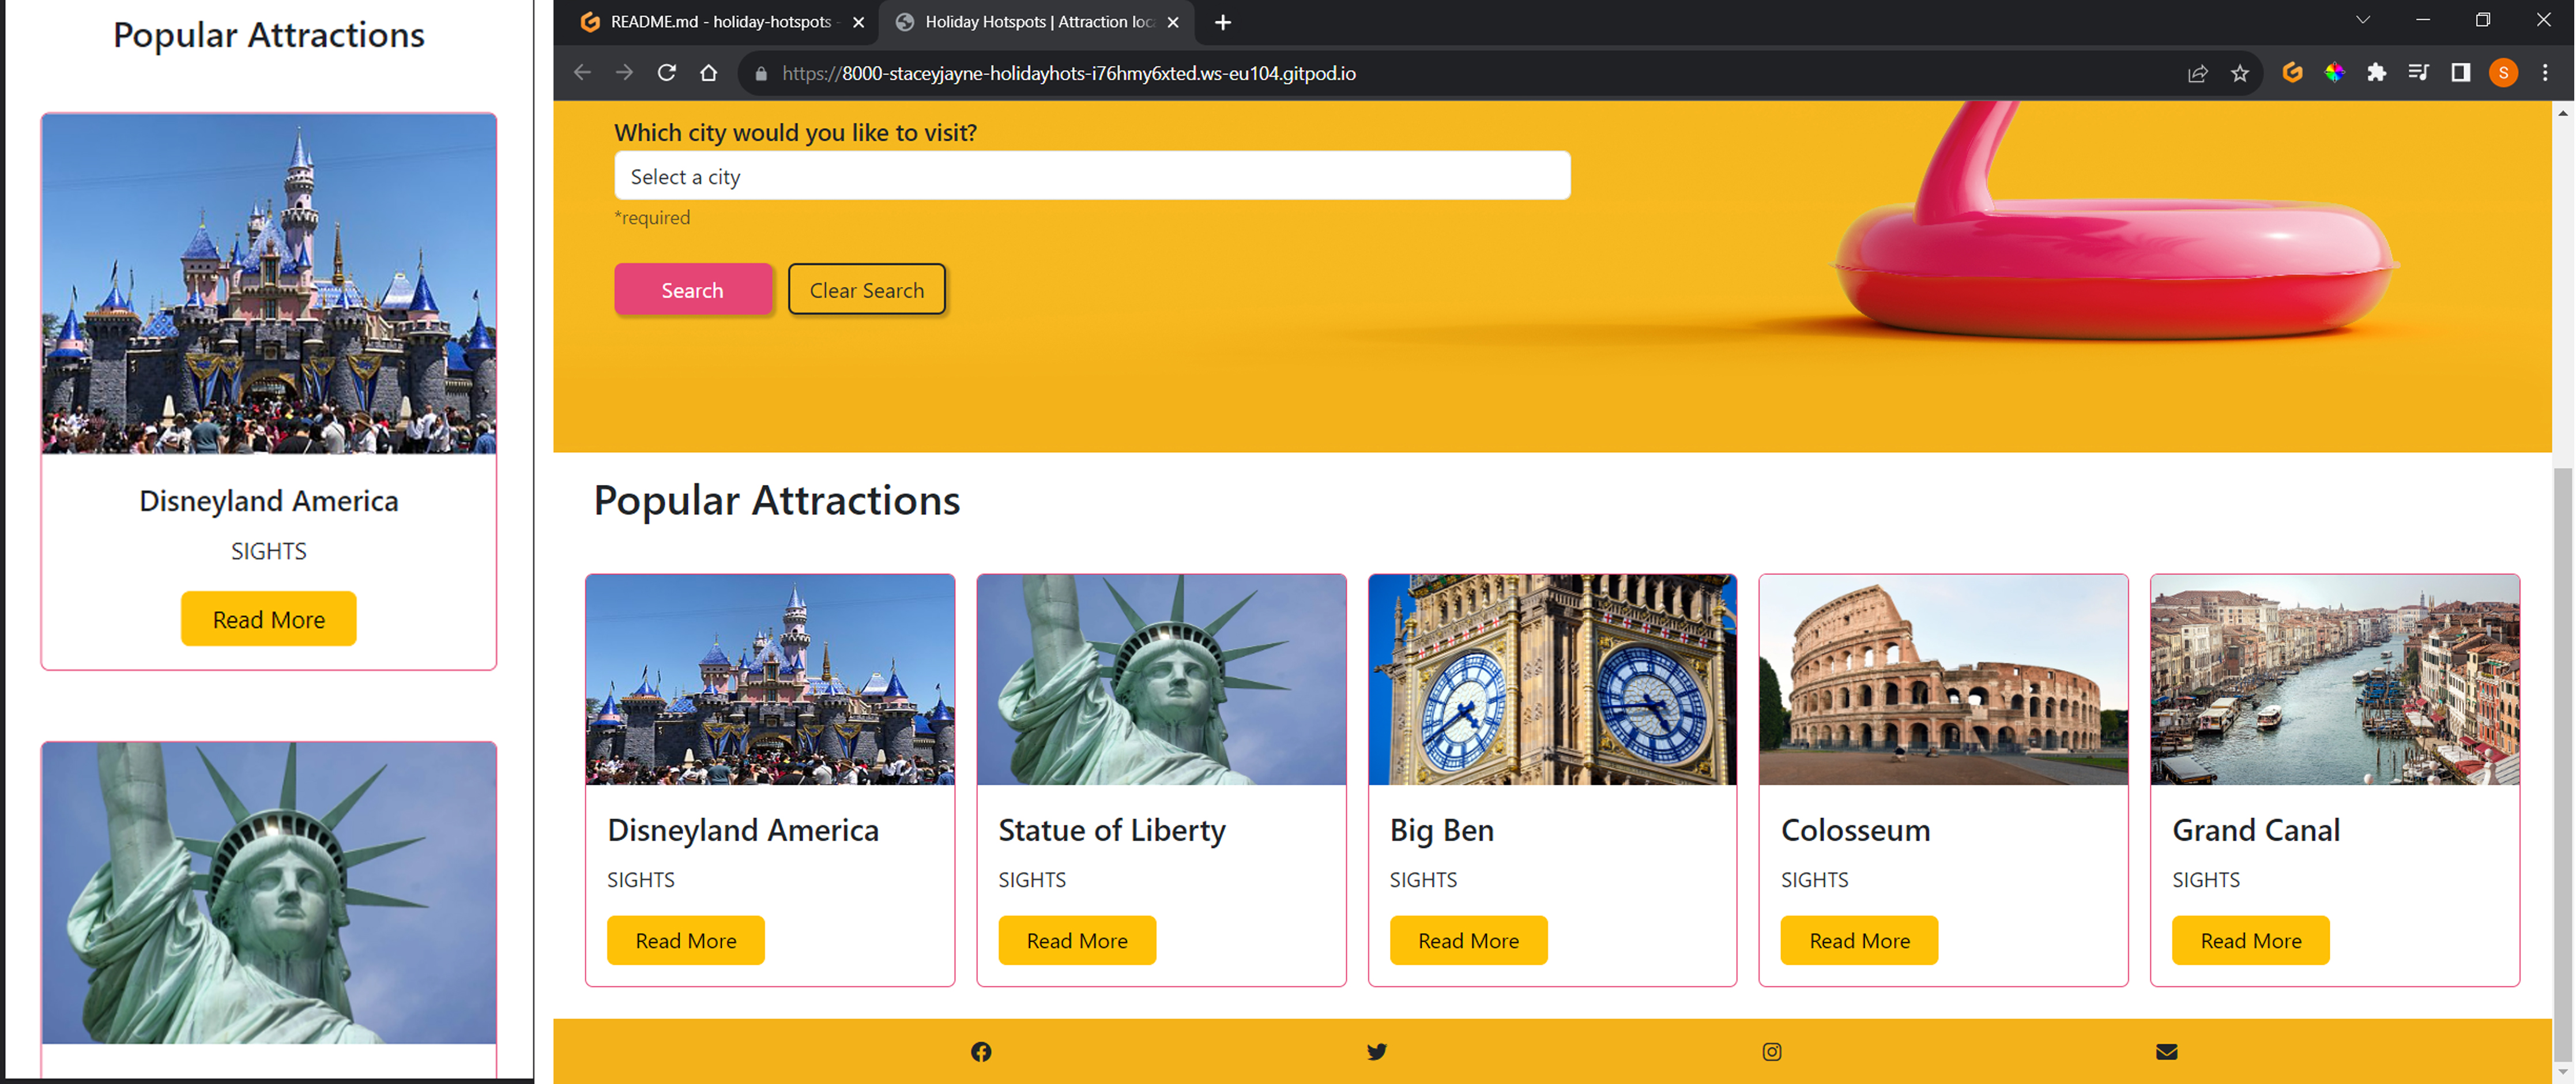 Popular Attractions
Disneyland America
SIGHTS
Read More
README.md - holiday-hotspots -
Holiday Hotspots | Attraction loc
https://8000-staceyjayne-holidayhots-i76hmy6xted.ws-eu104.gitpod.io
S
Which city would you like to visit?
Select a city
*required
Search Clear Search
Popular Attractions
Disneyland America Statue of Liberty Big Ben Colosseum Grand Canal
SIGHTS SIGHTS SIGHTS SIGHTS SIGHTS
Read More Read More Read More Read More Read More